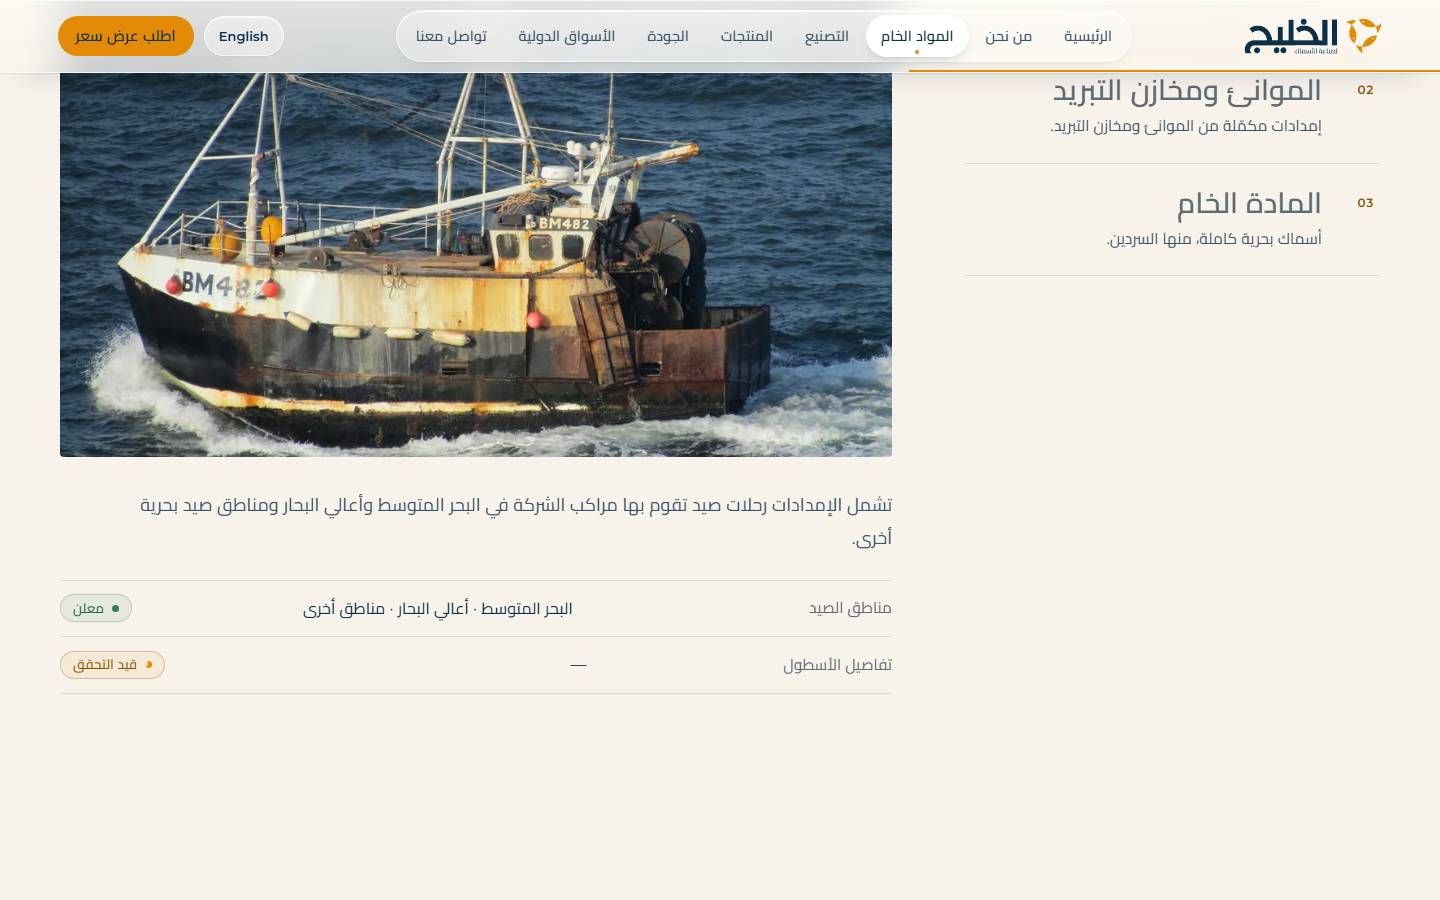 الخليج
لصناعة الأسماك
الرئيسية
من نحن
المواد الخام
التصنيع
المنتجات
الجودة
الأسواق الدولية
تواصل معنا
English
اطلب عرض سعر
02
الموانئ ومخازن التبريد
إمدادات مكمّلة من الموانئ ومخازن التبريد.
03
المادة الخام
أسماك بحرية كاملة، منها السردين.
BM482
BM482
تشمل الإمدادات رحلات صيد تقوم بها مراكب الشركة في البحر المتوسط وأعالي البحار ومناطق صيد بحرية
أخرى.
مناطق الصيد
البحر المتوسط · أعالي البحار · مناطق أخرى
معلن
تفاصيل الأسطول
—
قيد التحقق